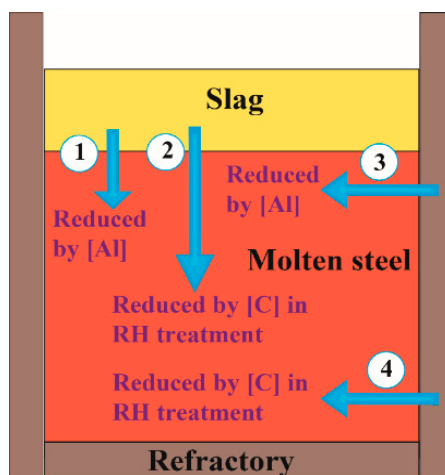 Slag
1
2
3
Reduced
by [Al]
Reduced
by [Al]
Molten steel
Reduced by [C] in
RH treatment
Reduced by [C] in
RH treatment
4
Refractory